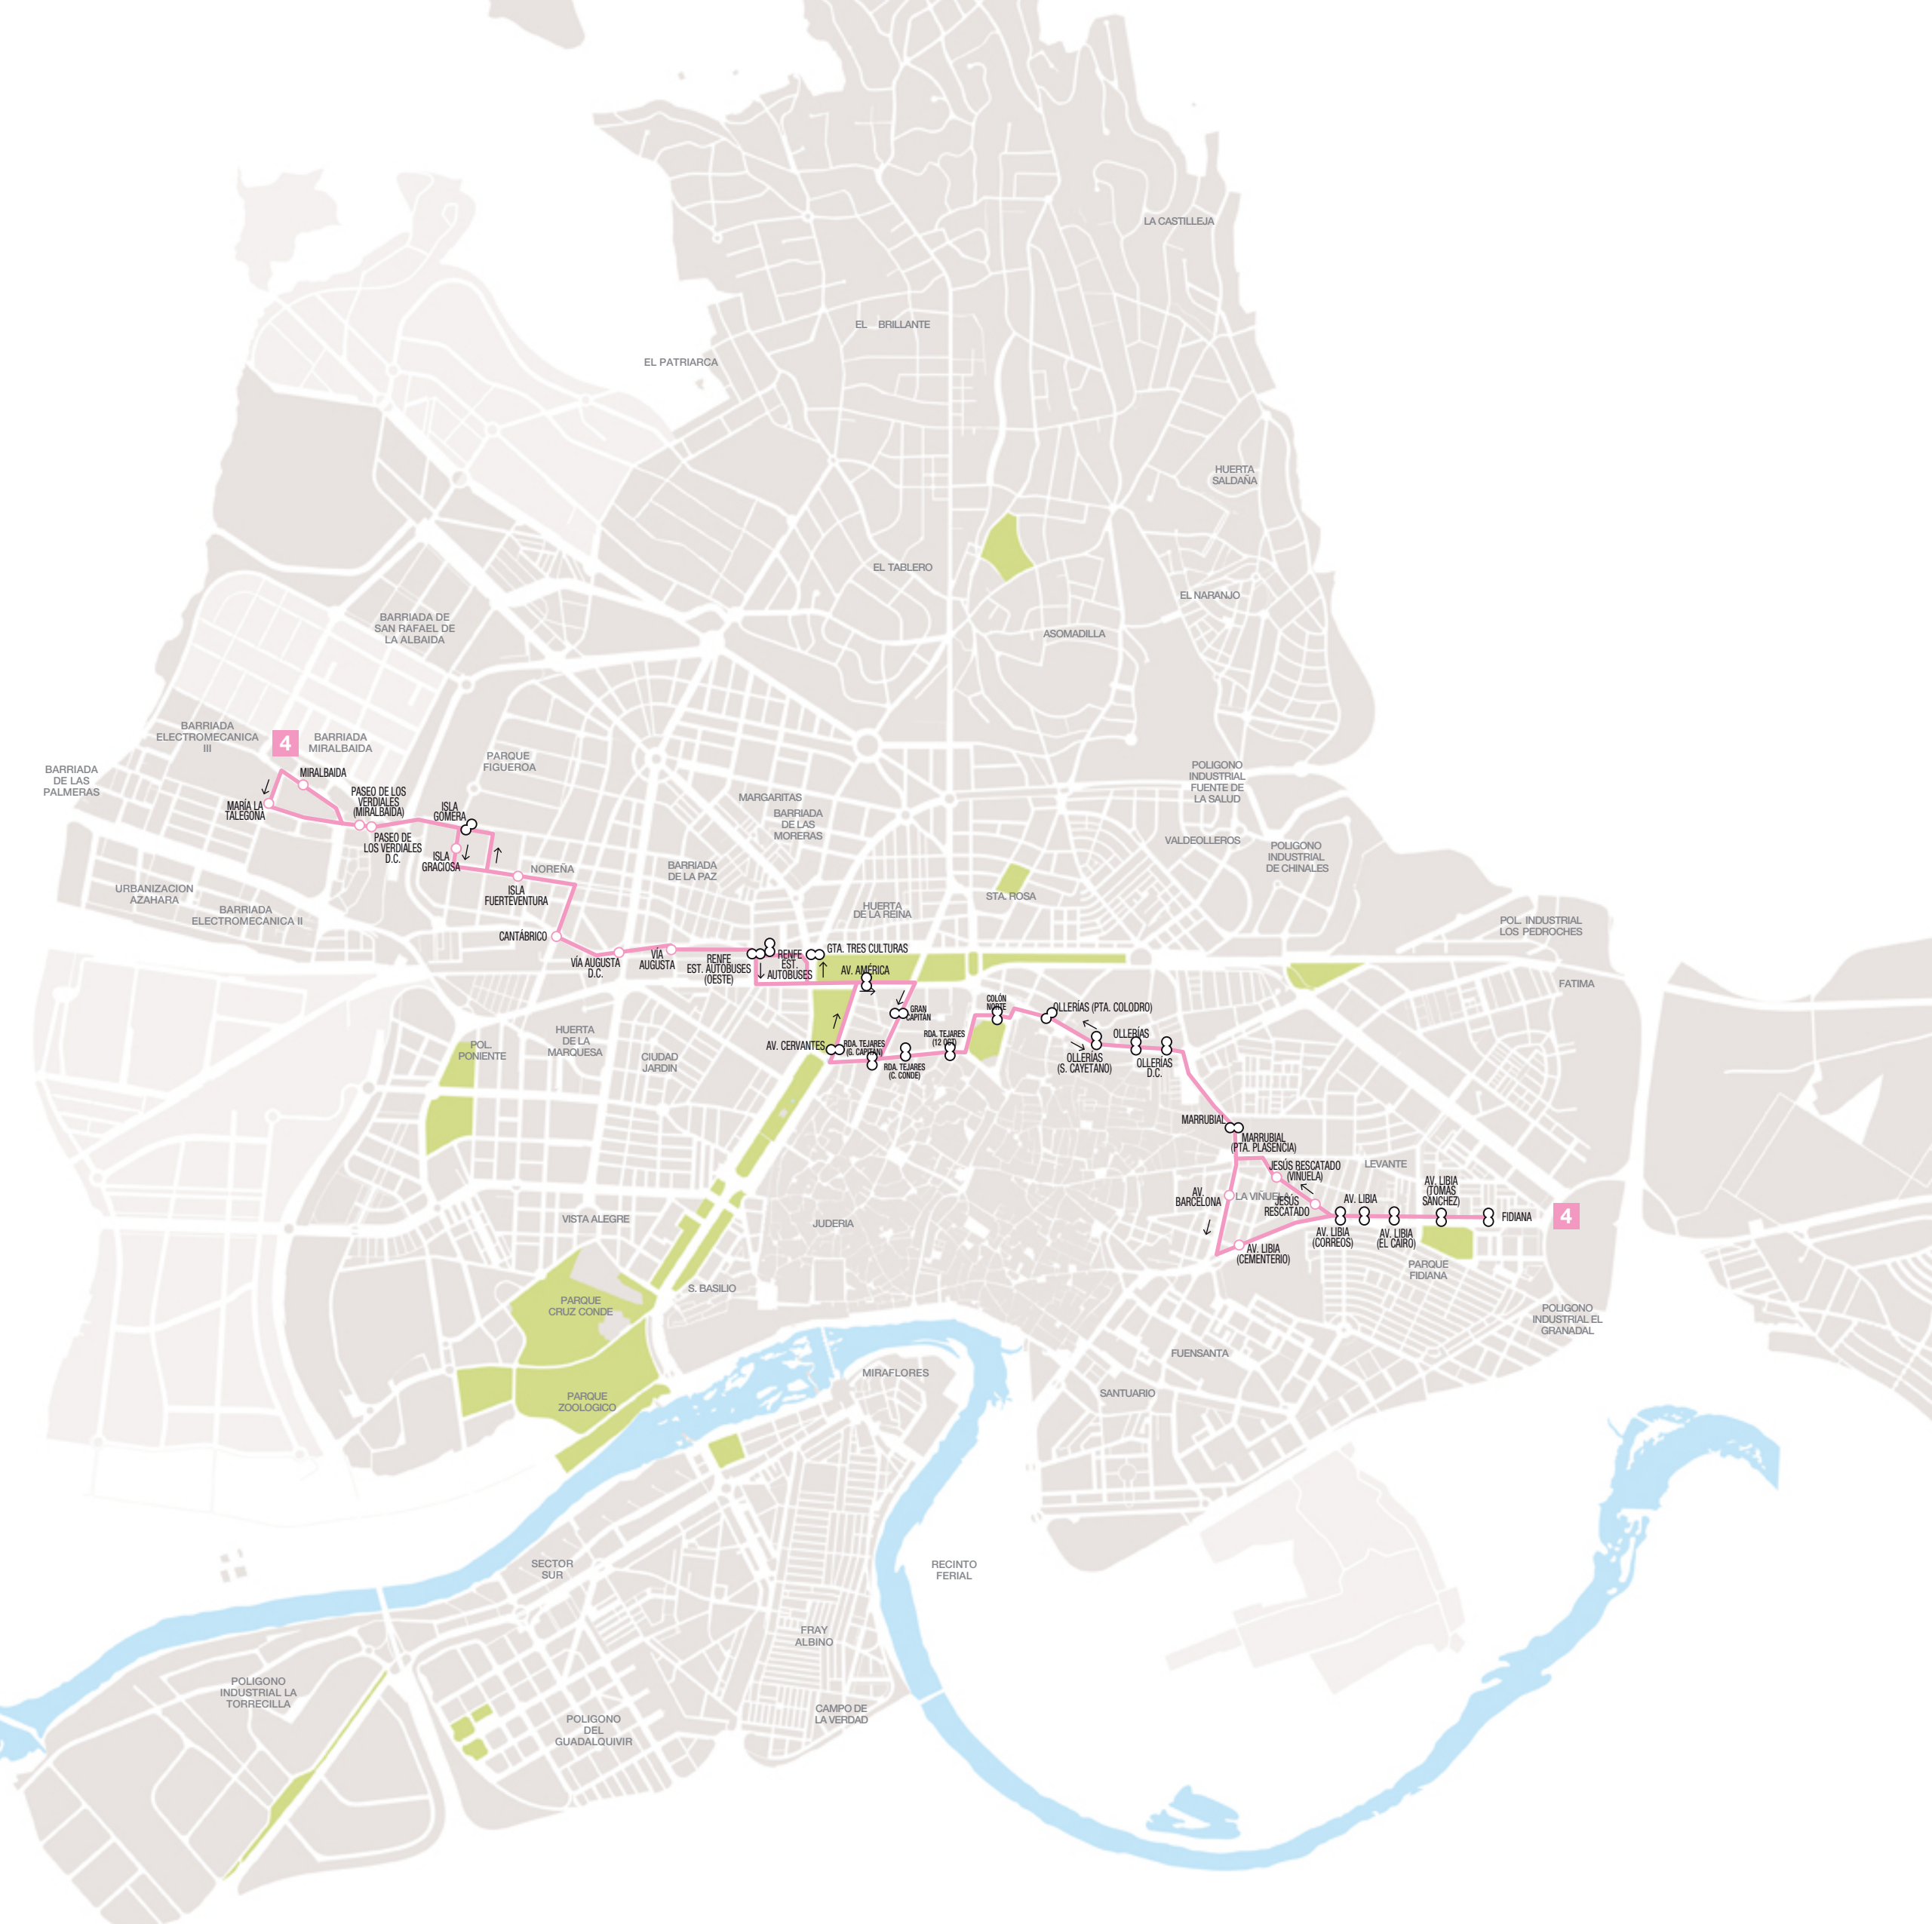 LA CASTILLEJA
EL BRILLANTE
EL PATRIARCA
HUERTA
SALDAÑA
EL TABLERO
EL NARANJO
BARRIADA DE
SAN RAFAEL DE
LA ALBAIDA
ASOMADILLA
BARRIADA
ELECTROMECANICA
III
4
BARRIADA
MIRALBAIDA
PARQUE
FIGUEROA
BARRIADA
DE LAS
PALMERAS
MIRALBAIDA
MARÍA LA
TALEGONA
PASEO DE LOS
VERDIALES
(MIRALBAIDA)
PASEO DE
LOS VERDIALES
D.C.
ISLA
GOMERA
ISLA
GRACIOSA
NOREÑA
ISLA
FUERTEVENTURA
MARGARITAS
BARRIADA
DE LAS
MORERAS
BARRIADA
DE LA PAZ
POLIGONO
INDUSTRIAL
FUENTE DE
LA SALUD
VALDEOLLEROS
POLIGONO
INDUSTRIAL
DE CHINALES
URBANIZACION
AZAHARA
BARRIADA
ELECTROMECANICA II
HUERTA
DE LA REINA
STA. ROSA
POL. INDUSTRIAL
LOS PEDROCHES
CANTÁBRICO
VÍA AUGUSTA
D.C.
VÍA
AUGUSTA
RENFE
EST. AUTOBUSES
(OESTE)
RENFE
EST.
AUTOBUSES
GTA. TRES CULTURAS
AV. AMÉRICA
FATIMA
GRAN
CAPITÁN
COLÓN
NORTE
OLLERÍAS (PTA. COLODRO)
OLLERÍAS
OLLERÍAS
(S. CAYETANO)
OLLERÍAS
D.C.
AV. CERVANTES
RDA. TEJARES
(G. CAPITÁN)
RDA. TEJARES
(12 OCT)
RDA. TEJARES
(C. CONDE)
POL.
PONIENTE
HUERTA
DE LA
MARQUESA
CIUDAD
JARDIN
MARRUBIAL
MARRUBIAL
(PTA. PLASENCIA)
JESÚS RESCATADO
(VIÑUELA)
LEVANTE
AV.
BARCELONA
LA VIÑUELA
JESÚS
RESCATADO
AV. LIBIA
AV. LIBIA
(TOMÁS
SÁNCHEZ)
FIDIANA
4
AV. LIBIA
(CORREOS)
AV. LIBIA
(EL CAIRO)
AV. LIBIA
(CEMENTERIO)
PARQUE
FIDIANA
VISTA ALEGRE
JUDERIA
S. BASILIO
PARQUE
CRUZ CONDE
POLIGONO
INDUSTRIAL EL
GRANADAL
FUENSANTA
MIRAFLORES
SANTUARIO
PARQUE
ZOOLOGICO
SECTOR
SUR
RECINTO
FERIAL
FRAY
ALBINO
POLIGONO
INDUSTRIAL LA
TORRECILLA
CAMPO DE
LA VERDAD
POLIGONO
DEL
GUADALQUIVIR